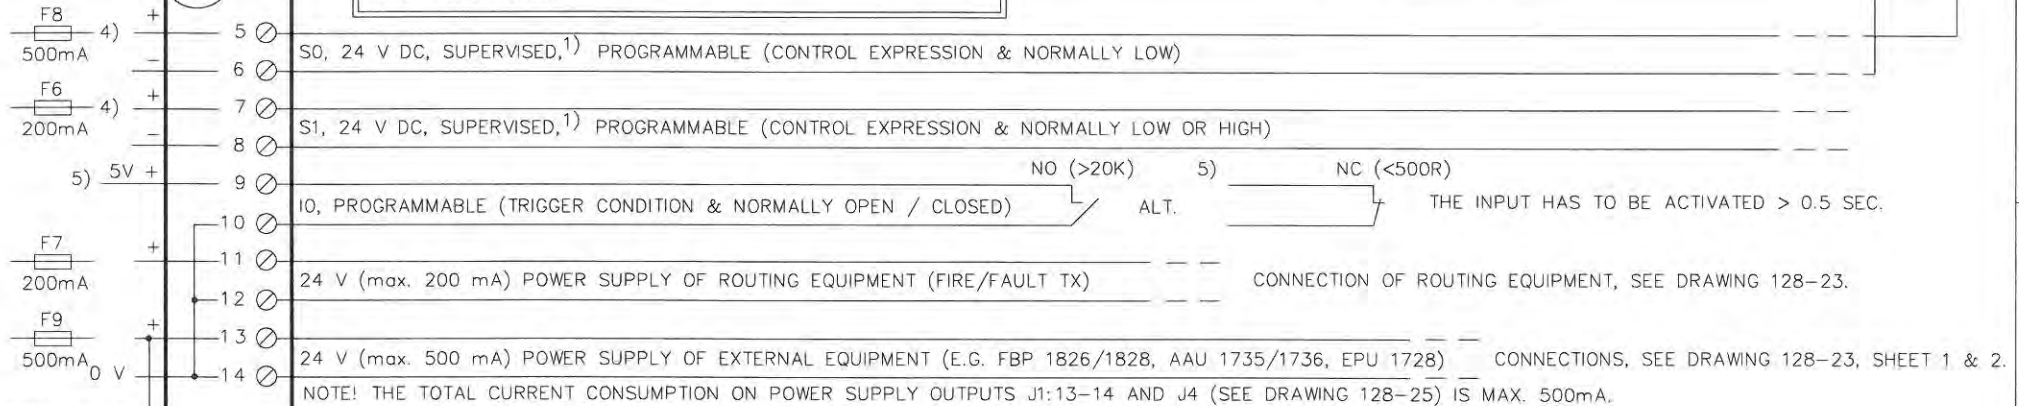 F8 + 5
4)
500mA
S0, 24 V DC, SUPERVISED,1) PROGRAMMABLE (CONTROL EXPRESSION & NORMALLY LOW)
– 6
F6 + 7
4)
200mA
S1, 24 V DC, SUPERVISED,1) PROGRAMMABLE (CONTROL EXPRESSION & NORMALLY LOW OR HIGH)
– 8
NO (>20K) 5) NC (<500R)
5) 5V + 9
I0, PROGRAMMABLE (TRIGGER CONDITION & NORMALLY OPEN / CLOSED) ALT. THE INPUT HAS TO BE ACTIVATED > 0.5 SEC.
10
F7 + 11
200mA
24 V (max. 200 mA) POWER SUPPLY OF ROUTING EQUIPMENT (FIRE/FAULT TX) CONNECTION OF ROUTING EQUIPMENT, SEE DRAWING 128-23.
12
F9 + 13
500mA
24 V (max. 500 mA) POWER SUPPLY OF EXTERNAL EQUIPMENT (E.G. FBP 1826/1828, AAU 1735/1736, EPU 1728) CONNECTIONS, SEE DRAWING 128-23, SHEET 1 & 2.
0 V 14
NOTE! THE TOTAL CURRENT CONSUMPTION ON POWER SUPPLY OUTPUTS J1:13-14 AND J4 (SEE DRAWING 128-25) IS MAX. 500mA.